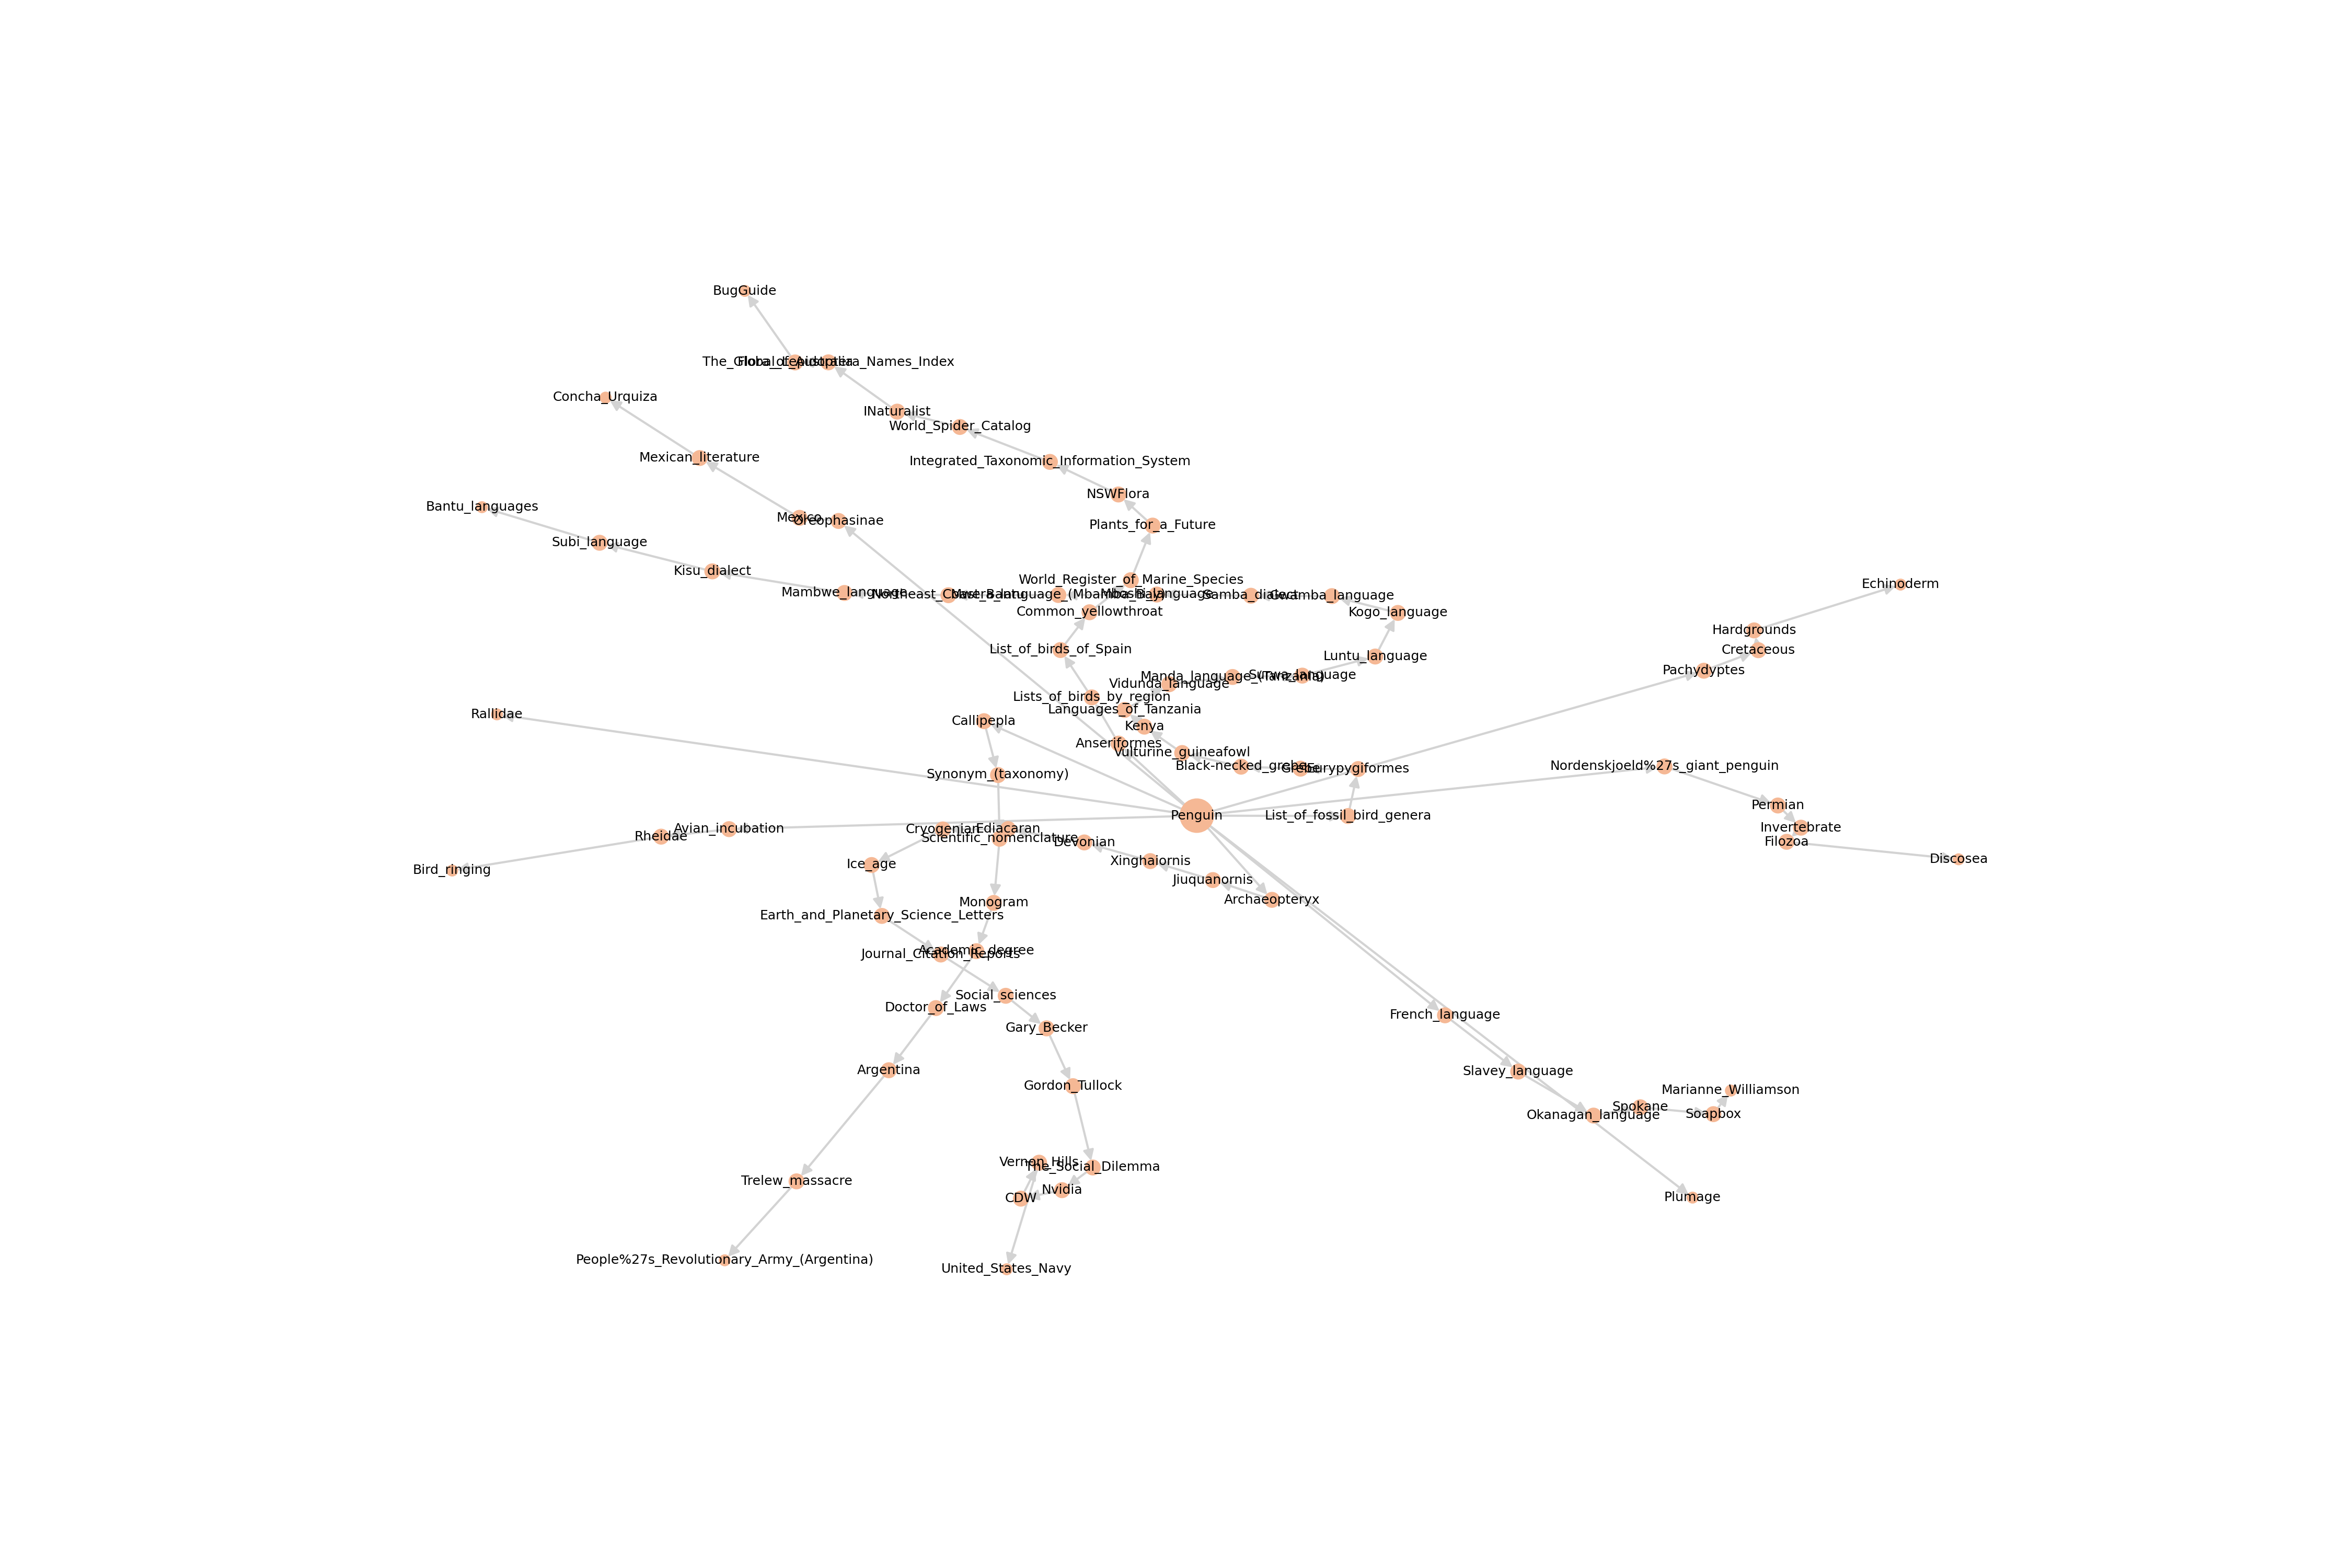 BugGuide
The_Global_Lepidoptera_Names_Index
Flora_of_Australia
Concha_Urquiza
INaturalist
World_Spider_Catalog
Mexican_literature
Integrated_Taxonomic_Information_System
NSWFlora
Bantu_languages
Mexico
Oreophasinae
Plants_for_a_Future
Subi_language
Kisu_dialect
World_Register_of_Marine_Species
Echinoderm
Mambwe_language
Northeast_Coast_Bantu
Mwera_language_(Mbamba_Bay)
Mboshi_language
Samba_dialect
Gwamba_language
Common_yellowthroat
Kogo_language
Hardgrounds
List_of_birds_of_Spain
Cretaceous
Luntu_language
Pachydyptes
Manda_language_(Tanzania)
Vidunda_language
Lists_of_birds_by_region
Languages_of_Tanzania
Rallidae
Callipepla
Kenya
Anseriformes
Vulturine_guineafowl
Black-necked_grebe
Grebe
Eurypygiformes
Nordenskjoeld%27s_giant_penguin
Synonym_(taxonomy)
Permian
Penguin
List_of_fossil_bird_genera
Avian_incubation
Cryogenian
Ediacaran
Invertebrate
Rheidae
Scientific_nomenclature
Devonian
Filozoa
Discosea
Xinghaiornis
Ice_age
Bird_ringing
Jiuquanornis
Archaeopteryx
Monogram
Earth_and_Planetary_Science_Letters
Academic_degree
Journal_Citation_Reports
Social_sciences
Doctor_of_Laws
French_language
Gary_Becker
Argentina
Slavey_language
Gordon_Tullock
Marianne_Williamson
Spokane
Soapbox
Okanagan_language
Vernon_Hills
The_Social_Dilemma
Trelew_massacre
Nvidia
CDW
Plumage
People%27s_Revolutionary_Army_(Argentina)
United_States_Navy